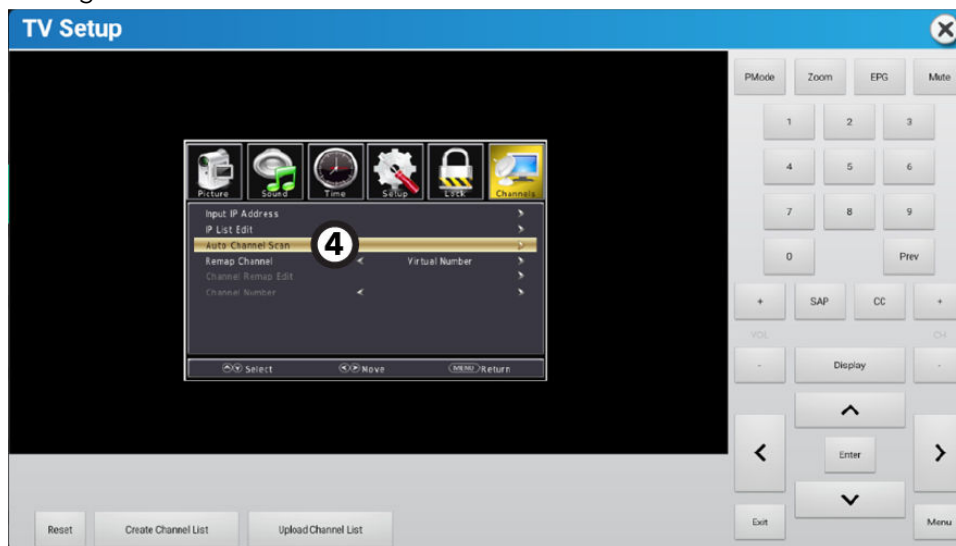 TV Setup
PMode Zoom EPG Mute
1 2 3
Picture Sound Time Setup Lock Channels
4 5 6
Input IP Address
IP List Edit
7 8 9
Auto Channel Scan
4
Remap Channel Virtual Number
0 Prev
Channel Remap Edit
Channel Number
+ SAP CC +
VOL CH
Select Move MENU Return
- Display -
Enter
Reset Create Channel List Upload Channel List Exit Menu